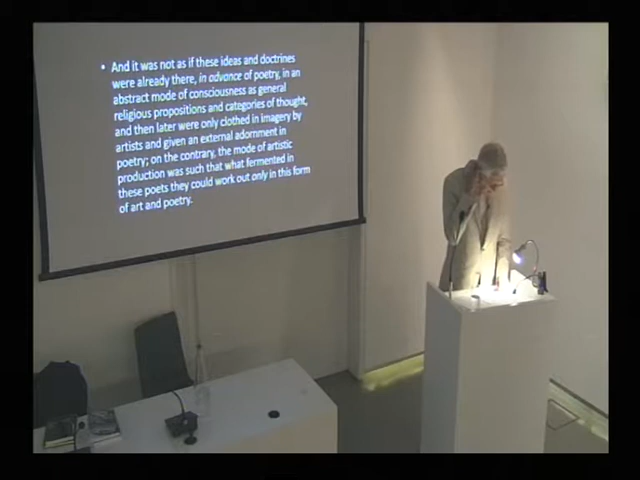 • And it was not as if these ideas and doctrines
were already there, in advance of poetry, in an
abstract mode of consciousness as general
religious propositions and categories of thought,
and then later were only clothed in imagery by
artists and given an external adornment in
poetry; on the contrary, the mode of artistic
production was such that what fermented in
these poets they could work out only in this form
of art and poetry.